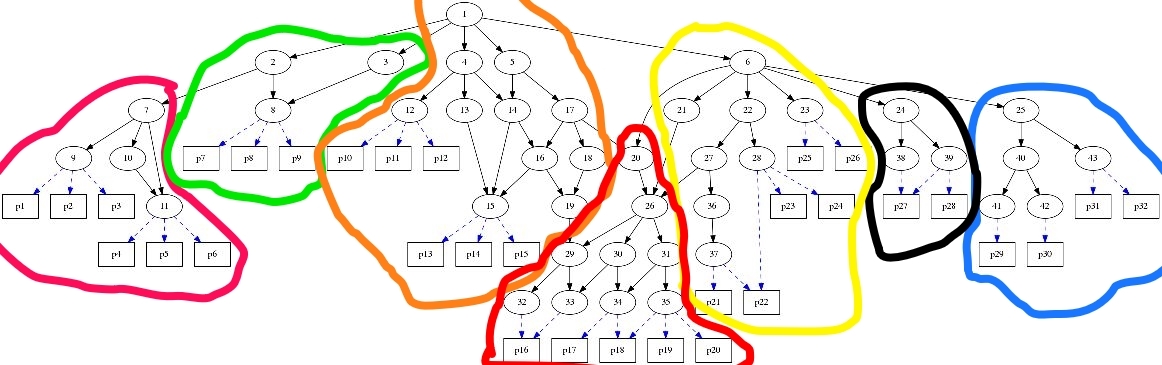 1
2 3 4 5 6
7 8 12 13 14 17 21 22 23 24 25
9 10 p7 p8 p9 p10 p11 p12 16 18 20 27 28 p25 p26 38 39 40 43
p1 p2 p3 11 15 19 26 36 p23 p24 p27 p28 41 42 p31 p32
p4 p5 p6 p13 p14 p15 29 30 31 37 p29 p30
32 33 34 35 p21 p22
p16 p17 p18 p19 p20